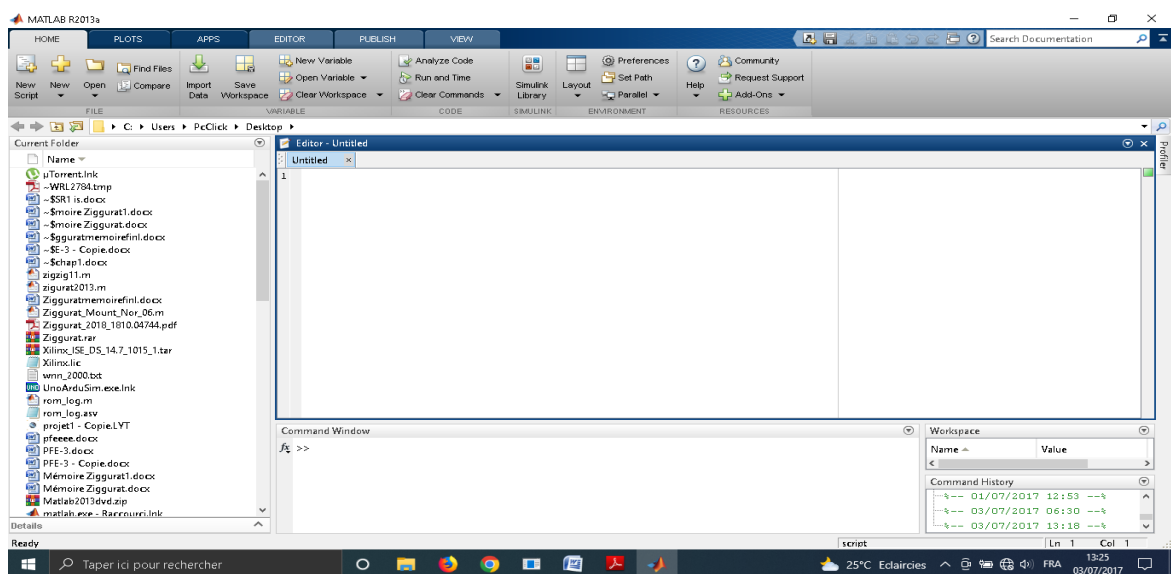 MATLAB R2013a
HOME PLOTS APPS EDITOR PUBLISH VIEW Search Documentation
New Script
New
Open
Find Files
Compare
Import Data
Save Workspace
New Variable
Open Variable
Clear Workspace
Analyze Code
Run and Time
Clear Commands
Simulink Library
Layout
Preferences
Set Path
Parallel
Help
Community
Request Support
Add-Ons
FILE VARIABLE CODE SIMULINK ENVIRONMENT RESOURCES
C: Users PcClick Desktop
Current Folder
Name
µTorrent.lnk
~WRL2784.tmp
~$SR1 is.docx
~$moire Ziggurat1.docx
~$moire Ziggurat.docx
~$gguratmemoirefinl.docx
~$E-3 - Copie.docx
~$chap1.docx
zigzig11.m
zigurat2013.m
Zigguratmemoirefinl.docx
Ziggurat_Mount_Nor_06.m
Ziggurat_2018_1810.04744.pdf
Ziggurat.rar
Xilinx_ISE_DS_14.7_1015_1.tar
Xilinx.lic
wnn_2000.txt
UnoArduSim.exe.lnk
rom_log.m
rom_log.asv
projet1 - Copie.LYT
pfeeee.docx
PFE-3.docx
PFE-3 - Copie.docx
Mémoire Ziggurat1.docx
Mémoire Ziggurat.docx
Matlab2013dvd.zip
matlab.exe - Raccourci.lnk
Details
Editor - Untitled
Untitled
1
Profiler
Command Window
fx >>
Workspace
Name Value
Command History
%-- 01/07/2017 12:53 --%
%-- 03/07/2017 06:30 --%
%-- 03/07/2017 13:18 --%
Ready script Ln 1 Col 1
Taper ici pour rechercher
25°C Eclaircies FRA
13:25
03/07/2017